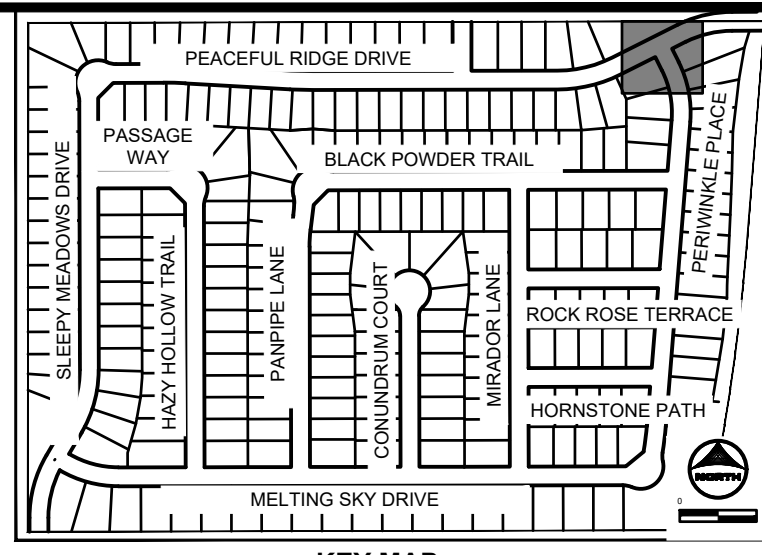 PEACEFUL RIDGE DRIVE
PASSAGE
WAY
BLACK POWDER TRAIL
PERIWINKLE PLACE
SLEEPY MEADOWS DRIVE
HAZY HOLLOW TRAIL
PANPIPE LANE
CONUNDRUM COURT
MIRADOR LANE
ROCK ROSE TERRACE
HORNSTONE PATH
NORTH
0
MELTING SKY DRIVE
KEY MAP